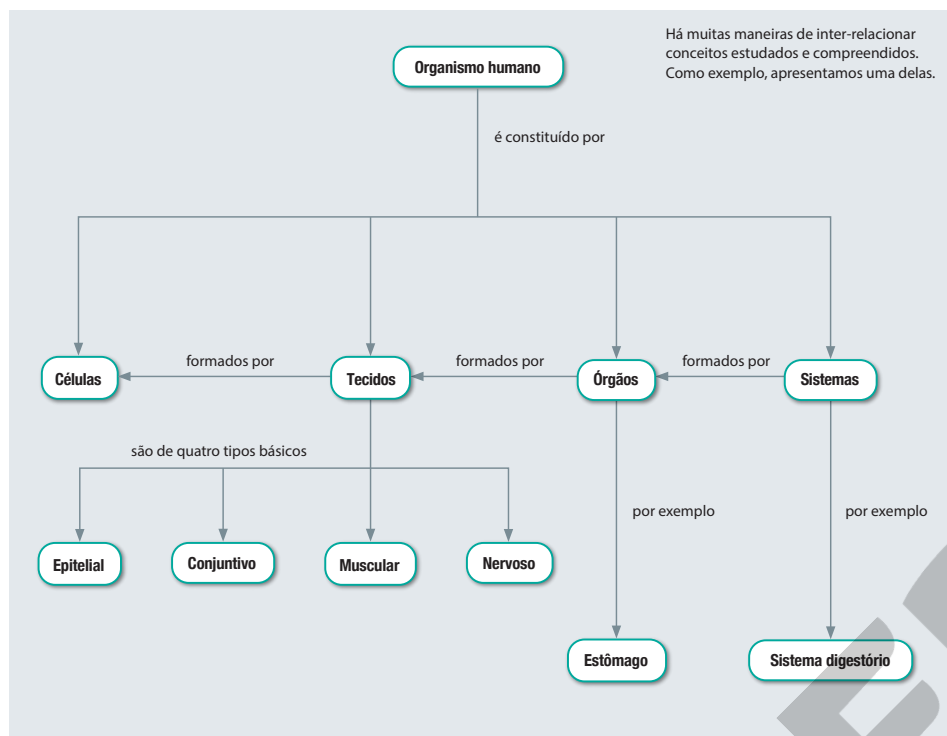 Há muitas maneiras de inter-relacionar
conceitos estudados e compreendidos.
Como exemplo, apresentamos uma delas.
Organismo humano
é constituído por
Células
formados por
Tecidos
formados por
Órgãos
formados por
Sistemas
são de quatro tipos básicos
por exemplo
por exemplo
Epitelial
Conjuntivo
Muscular
Nervoso
Estômago
Sistema digestório